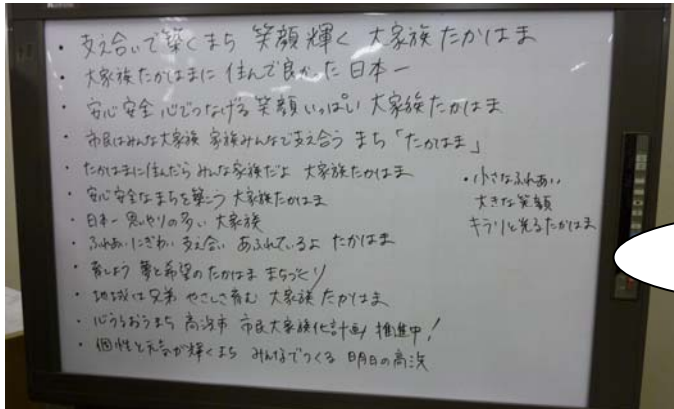 ・支え合いで築くまち 笑顔輝く 大家族たかはま
・大家族たかはまに住んで良かった日本一
・安心安全 心でつなげる 笑顔いっぱい 大家族たかはま
・市民はみんな大家族 家族みんなで支え合う まち「たかはま」
・たかはまに住んだら みんな家族だよ 大家族たかはま
・安心安全なまちを築こう 大家族たかはま
・日本一 思いやりの多い 大家族
・ふれあい にぎわい 支え合い あふれているよ たかはま
・育しよう 夢と希望のたかはま まちづくり
・地域は兄弟 やさしさ育む 大家族 たかはま
・心うるおうまち 高浜市 市民大家族化計画 推進中!
・個性と元気が輝くまち みんなでつくる 明日の高浜
・小さなふれあい
大きな笑顔
キラリと光るたかはま